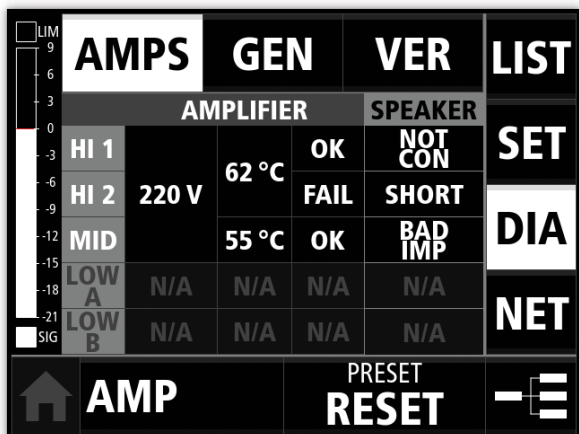 LIM
9
6
3
0
-3
-6
-9
-12
-15
-18
-21
SIG
AMPS GEN VER LIST
AMPLIFIER SPEAKER
HI 1 220 V 62 °C OK NOT CON SET
HI 2 FAIL SHORT
MID 55 °C OK BAD IMP DIA
LOW A N/A N/A N/A N/A
LOW B N/A N/A N/A N/A NET
AMP PRESET
RESET